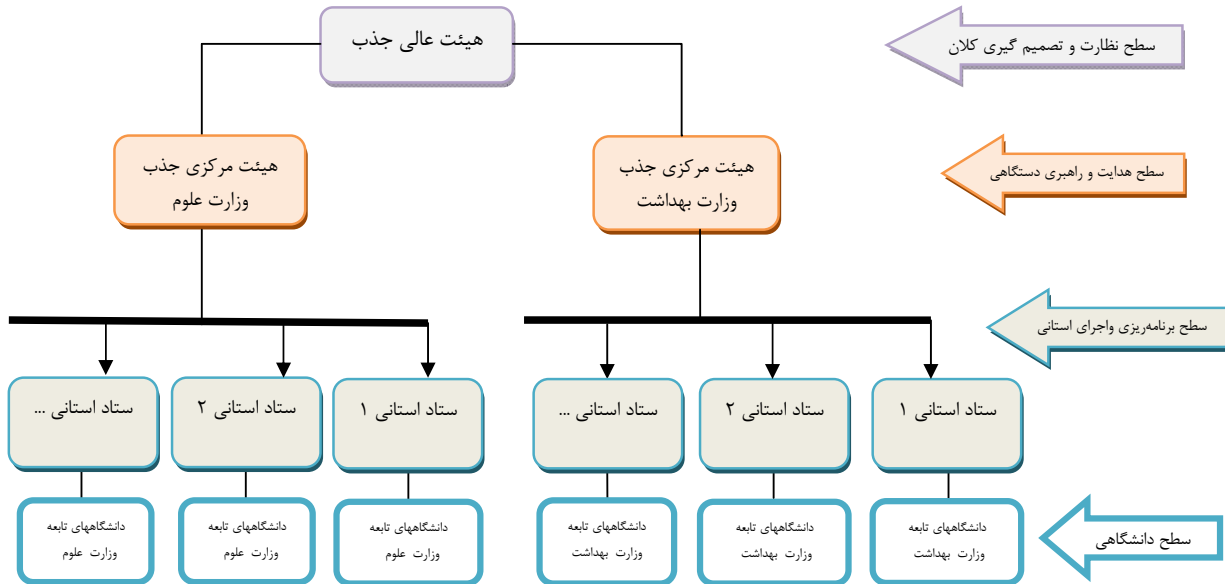 هیئت عالی جذب
سطح نظارت و تصمیم گیری کلان
هیئت مرکزی جذب
وزارت بهداشت
هیئت مرکزی جذب
وزارت علوم
سطح هدایت و راهبری دستگاهی
سطح برنامه‌ریزی واجرای استانی
ستاد استانی ۱
ستاد استانی ۲
ستاد استانی ...
ستاد استانی ۱
ستاد استانی ۲
ستاد استانی ...
سطح دانشگاهی
دانشگاههای تابعه
وزارت بهداشت
دانشگاههای تابعه
وزارت بهداشت
دانشگاههای تابعه
وزارت بهداشت
دانشگاههای تابعه
وزارت علوم
دانشگاههای تابعه
وزارت علوم
دانشگاههای تابعه
وزارت علوم